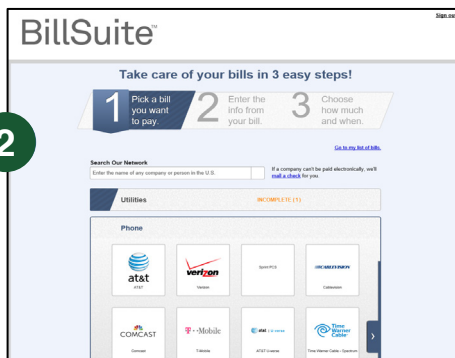 Sign out
BillSuite™
Take care of your bills in 3 easy steps!
1 Pick a bill you want to pay.
2 Enter the info from your bill.
3 Choose how much and when.
2
Go to my list of bills.
Search Our Network
Enter the name of any company or person in the U.S.
If a company can't be paid electronically, we'll
mail a check for you.
Utilities INCOMPLETE (1)
Phone
at&t verizon Sprint PCS CABLEVISION
AT&T Verizon Cablevision
COMCAST T··Mobile at&t U-verse Time Warner Cable
Comcast T-Mobile AT&T U-verse Time Warner Cable - Spectrum